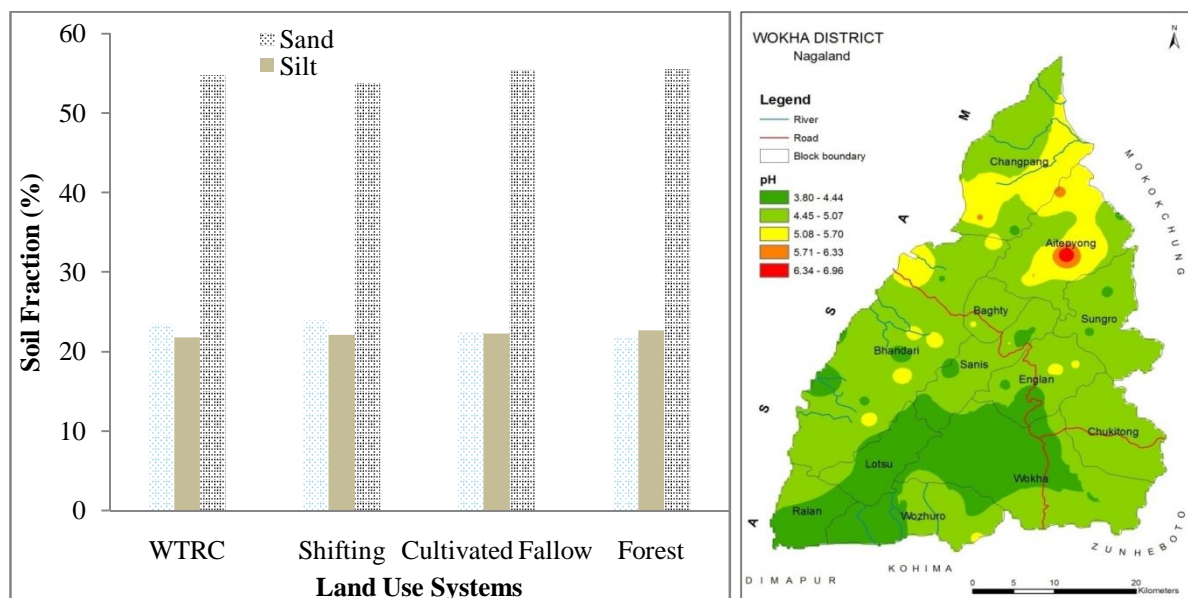 60
50
40
30
20
10
0
Soil Fraction (%)
Sand
Silt
WTRC
Shifting
Cultivated Fallow
Forest
Land Use Systems
WOKHA DISTRICT
Nagaland
N
Legend
River
Road
Block boundary
pH
3.80 - 4.44
4.45 - 5.07
5.08 - 5.70
5.71 - 6.33
6.34 - 6.96
Changpang
Aitepyong
Baghty
Sungro
Bhandari
Sanis
Englan
Chukitong
Lotsu
Wokha
Ralan
Wozhuro
A S S A M
MOKOKCHUNG
ZUNHEBOTO
KOHIMA
DIMAPUR
0 5 10 20
Kilometers